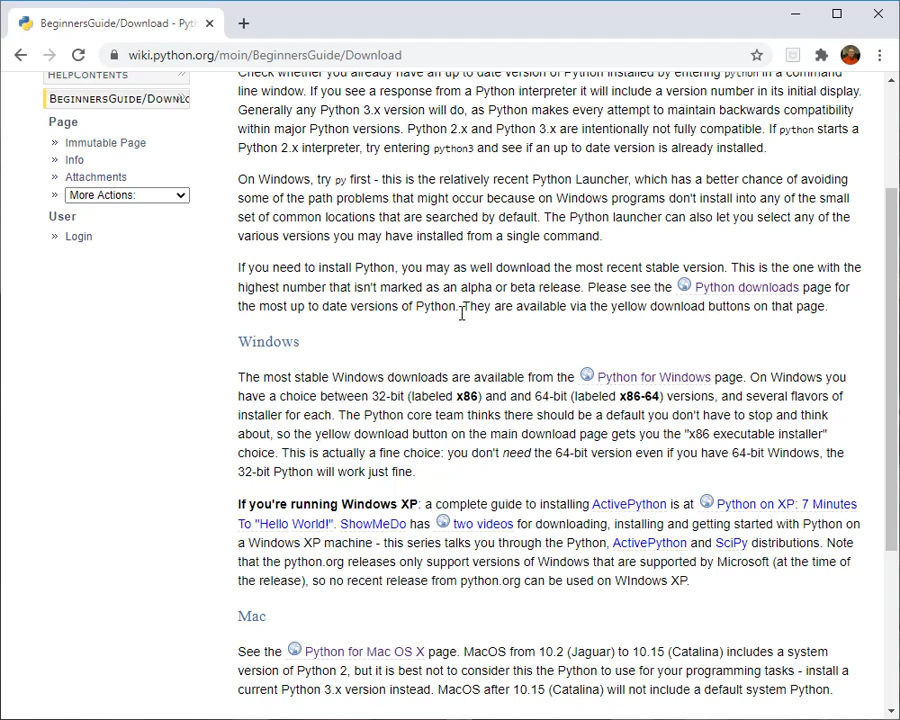 BeginnersGuide/Download - Pyt
wiki.python.org/moin/BeginnersGuide/Download
HELPCONTENTS
BEGINNERSGUIDE/DOWNLO
Page
» Immutable Page
» Info
» Attachments
» More Actions:
User
» Login
Check whether you already have an up to date version of Python installed by entering python in a command
line window. If you see a response from a Python interpreter it will include a version number in its initial display.
Generally any Python 3.x version will do, as Python makes every attempt to maintain backwards compatibility
within major Python versions. Python 2.x and Python 3.x are intentionally not fully compatible. If python starts a
Python 2.x interpreter, try entering python3 and see if an up to date version is already installed.
On Windows, try py first - this is the relatively recent Python Launcher, which has a better chance of avoiding
some of the path problems that might occur because on Windows programs don't install into any of the small
set of common locations that are searched by default. The Python launcher can also let you select any of the
various versions you may have installed from a single command.
If you need to install Python, you may as well download the most recent stable version. This is the one with the
highest number that isn't marked as an alpha or beta release. Please see the Python downloads page for
the most up to date versions of Python. They are available via the yellow download buttons on that page.
Windows
The most stable Windows downloads are available from the Python for Windows page. On Windows you
have a choice between 32-bit (labeled x86) and and 64-bit (labeled x86-64) versions, and several flavors of
installer for each. The Python core team thinks there should be a default you don't have to stop and think
about, so the yellow download button on the main download page gets you the "x86 executable installer"
choice. This is actually a fine choice: you don't need the 64-bit version even if you have 64-bit Windows, the
32-bit Python will work just fine.
If you're running Windows XP: a complete guide to installing ActivePython is at Python on XP: 7 Minutes
To "Hello World!". ShowMeDo has two videos for downloading, installing and getting started with Python on
a Windows XP machine - this series talks you through the Python, ActivePython and SciPy distributions. Note
that the python.org releases only support versions of Windows that are supported by Microsoft (at the time of
the release), so no recent release from python.org can be used on WIndows XP.
Mac
See the Python for Mac OS X page. MacOS from 10.2 (Jaguar) to 10.15 (Catalina) includes a system
version of Python 2, but it is best not to consider this the Python to use for your programming tasks - install a
current Python 3.x version instead. MacOS after 10.15 (Catalina) will not include a default system Python.